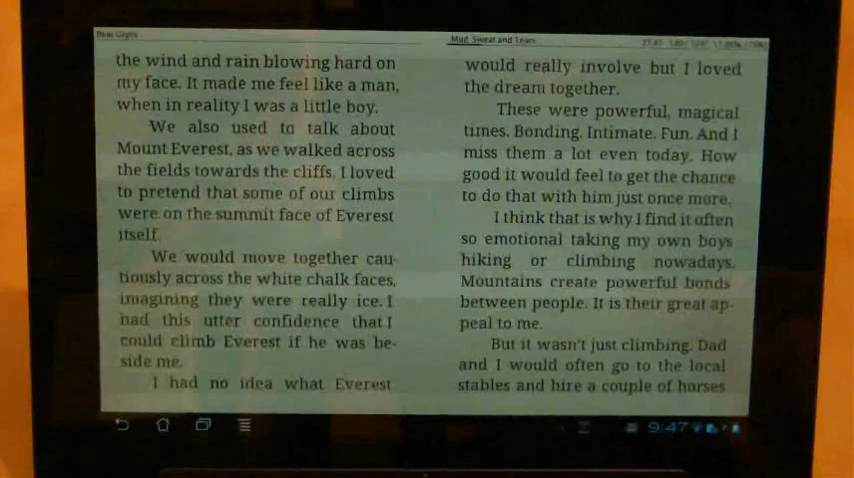 Bear Grylls
the wind and rain blowing hard on
my face. It made me feel like a man,
when in reality I was a little boy.
We also used to talk about
Mount Everest, as we walked across
the fields towards the cliffs. I loved
to pretend that some of our climbs
were on the summit face of Everest
itself.
We would move together cau-
tiously across the white chalk faces,
imagining they were really ice. I
had this utter confidence that I
could climb Everest if he was be-
side me.
I had no idea what Everest
Mud, Sweat and Tears
would really involve but I loved
the dream together.
These were powerful, magical
times. Bonding. Intimate. Fun. And I
miss them a lot even today. How
good it would feel to get the chance
to do that with him just once more.
I think that is why I find it often
so emotional taking my own boys
hiking or climbing nowadays.
Mountains create powerful bonds
between people. It is their great ap-
peal to me.
But it wasn't just climbing. Dad
and I would often go to the local
stables and hire a couple of horses
9:47